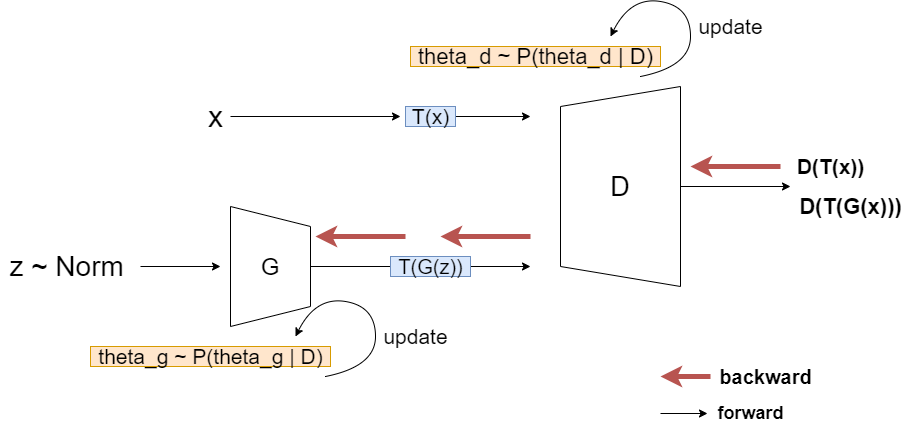 update
theta_d ~ P(theta_d | D)
x
T(x)
D
D(T(x))
D(T(G(x)))
z ~ Norm
G
T(G(z))
update
theta_g ~ P(theta_g | D)
backward
forward